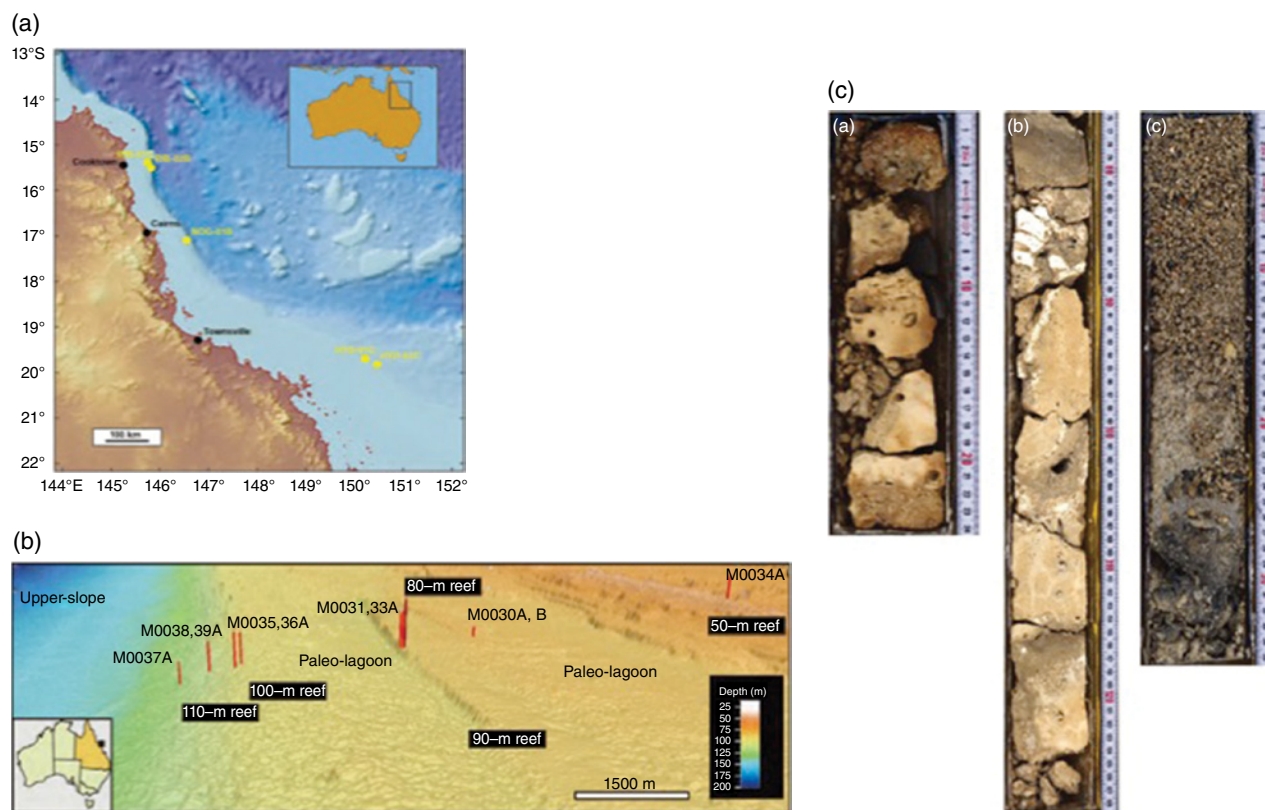 (a)
13°S
14°
15°
16°
17°
18°
19°
20°
21°
22°
144°E 145° 146° 147° 148° 149° 150° 151° 152°
Cooktown
Cairns
Townsville
100 km
(b)
Upper-slope
M0037A
M0038,39A
M0035,36A
M0031,33A
80–m reef
M0030A, B
M0034A
50–m reef
Paleo-lagoon
Paleo-lagoon
100–m reef
110–m reef
90–m reef
Depth (m)
25
50
75
100
125
150
175
200
1500 m
(c)
(a)
(b)
(c)